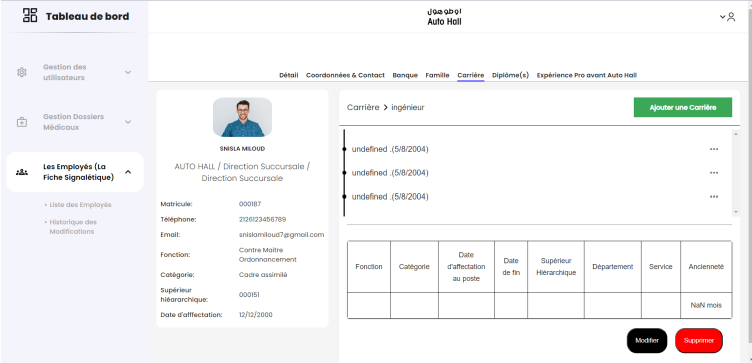 Tableau de bord
اوطو هول
Auto Hall
Gestion des
utilisateurs
Gestion Dossiers
Médicaux
Les Employés (La
Fiche Signalétique)
• Liste des Employés
• Historique des
Modifications
Détail Coordonnées & Contact Banque Famille Carrière Diplôme(s) Expérience Pro avant Auto Hall
SNISLA MILOUD
AUTO HALL / Direction Succursale /
Direction Succursale
Matricule: 000187
Téléphone: 2126123456789
Email: snislamiloud7@gmail.com
Fonction: Contre Maitre
Ordonnancement
Catégorie: Cadre assimilé
Supérieur
hiéarchique: 000151
Date d'afffectation: 12/12/2000
Carrière > ingénieur
Ajouter une Carrière
undefined .(5/8/2004) ...
undefined .(5/8/2004) ...
undefined .(5/8/2004) ...
Fonction Catégorie Date d'affectation au poste Date de fin Supérieur Hiérarchique Département Service Ancienneté
NaN mois
Modifier Supprimer